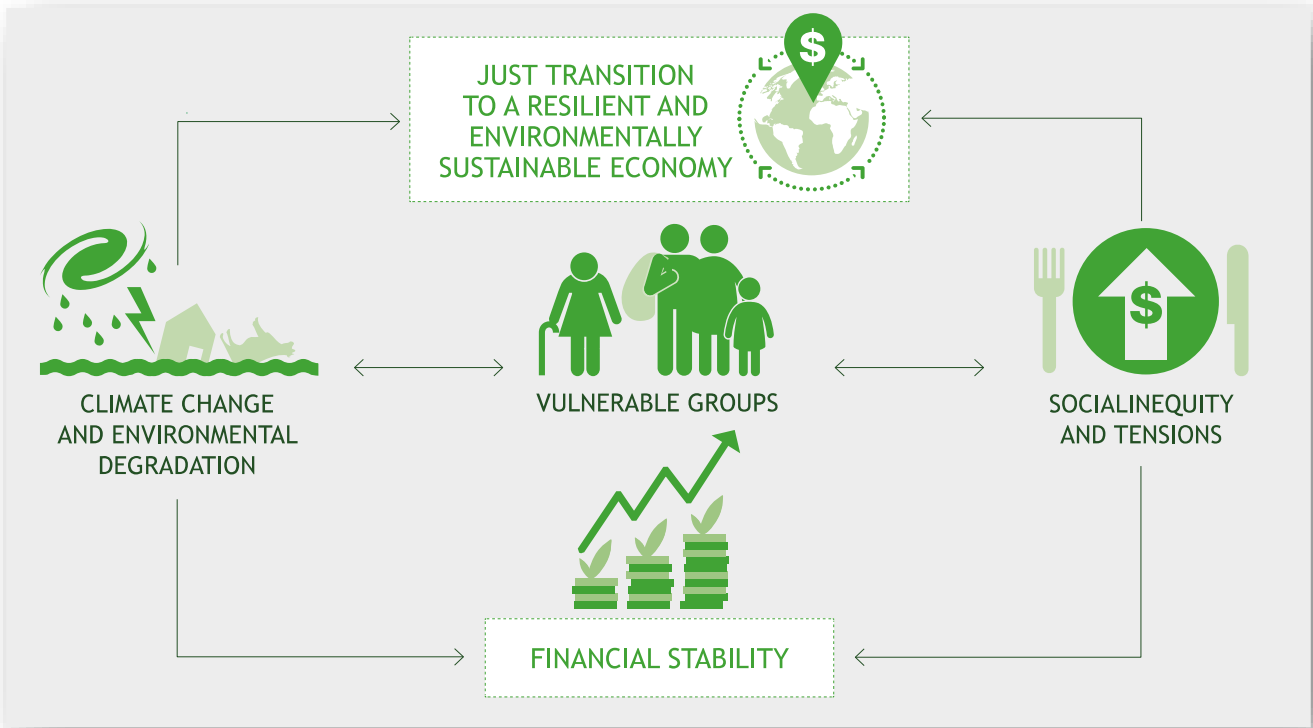 JUST TRANSITION
TO A RESILIENT AND
ENVIRONMENTALLY
SUSTAINABLE ECONOMY
$
CLIMATE CHANGE
AND ENVIRONMENTAL
DEGRADATION
VULNERABLE GROUPS
$
SOCIALINEQUITY
AND TENSIONS
FINANCIAL STABILITY